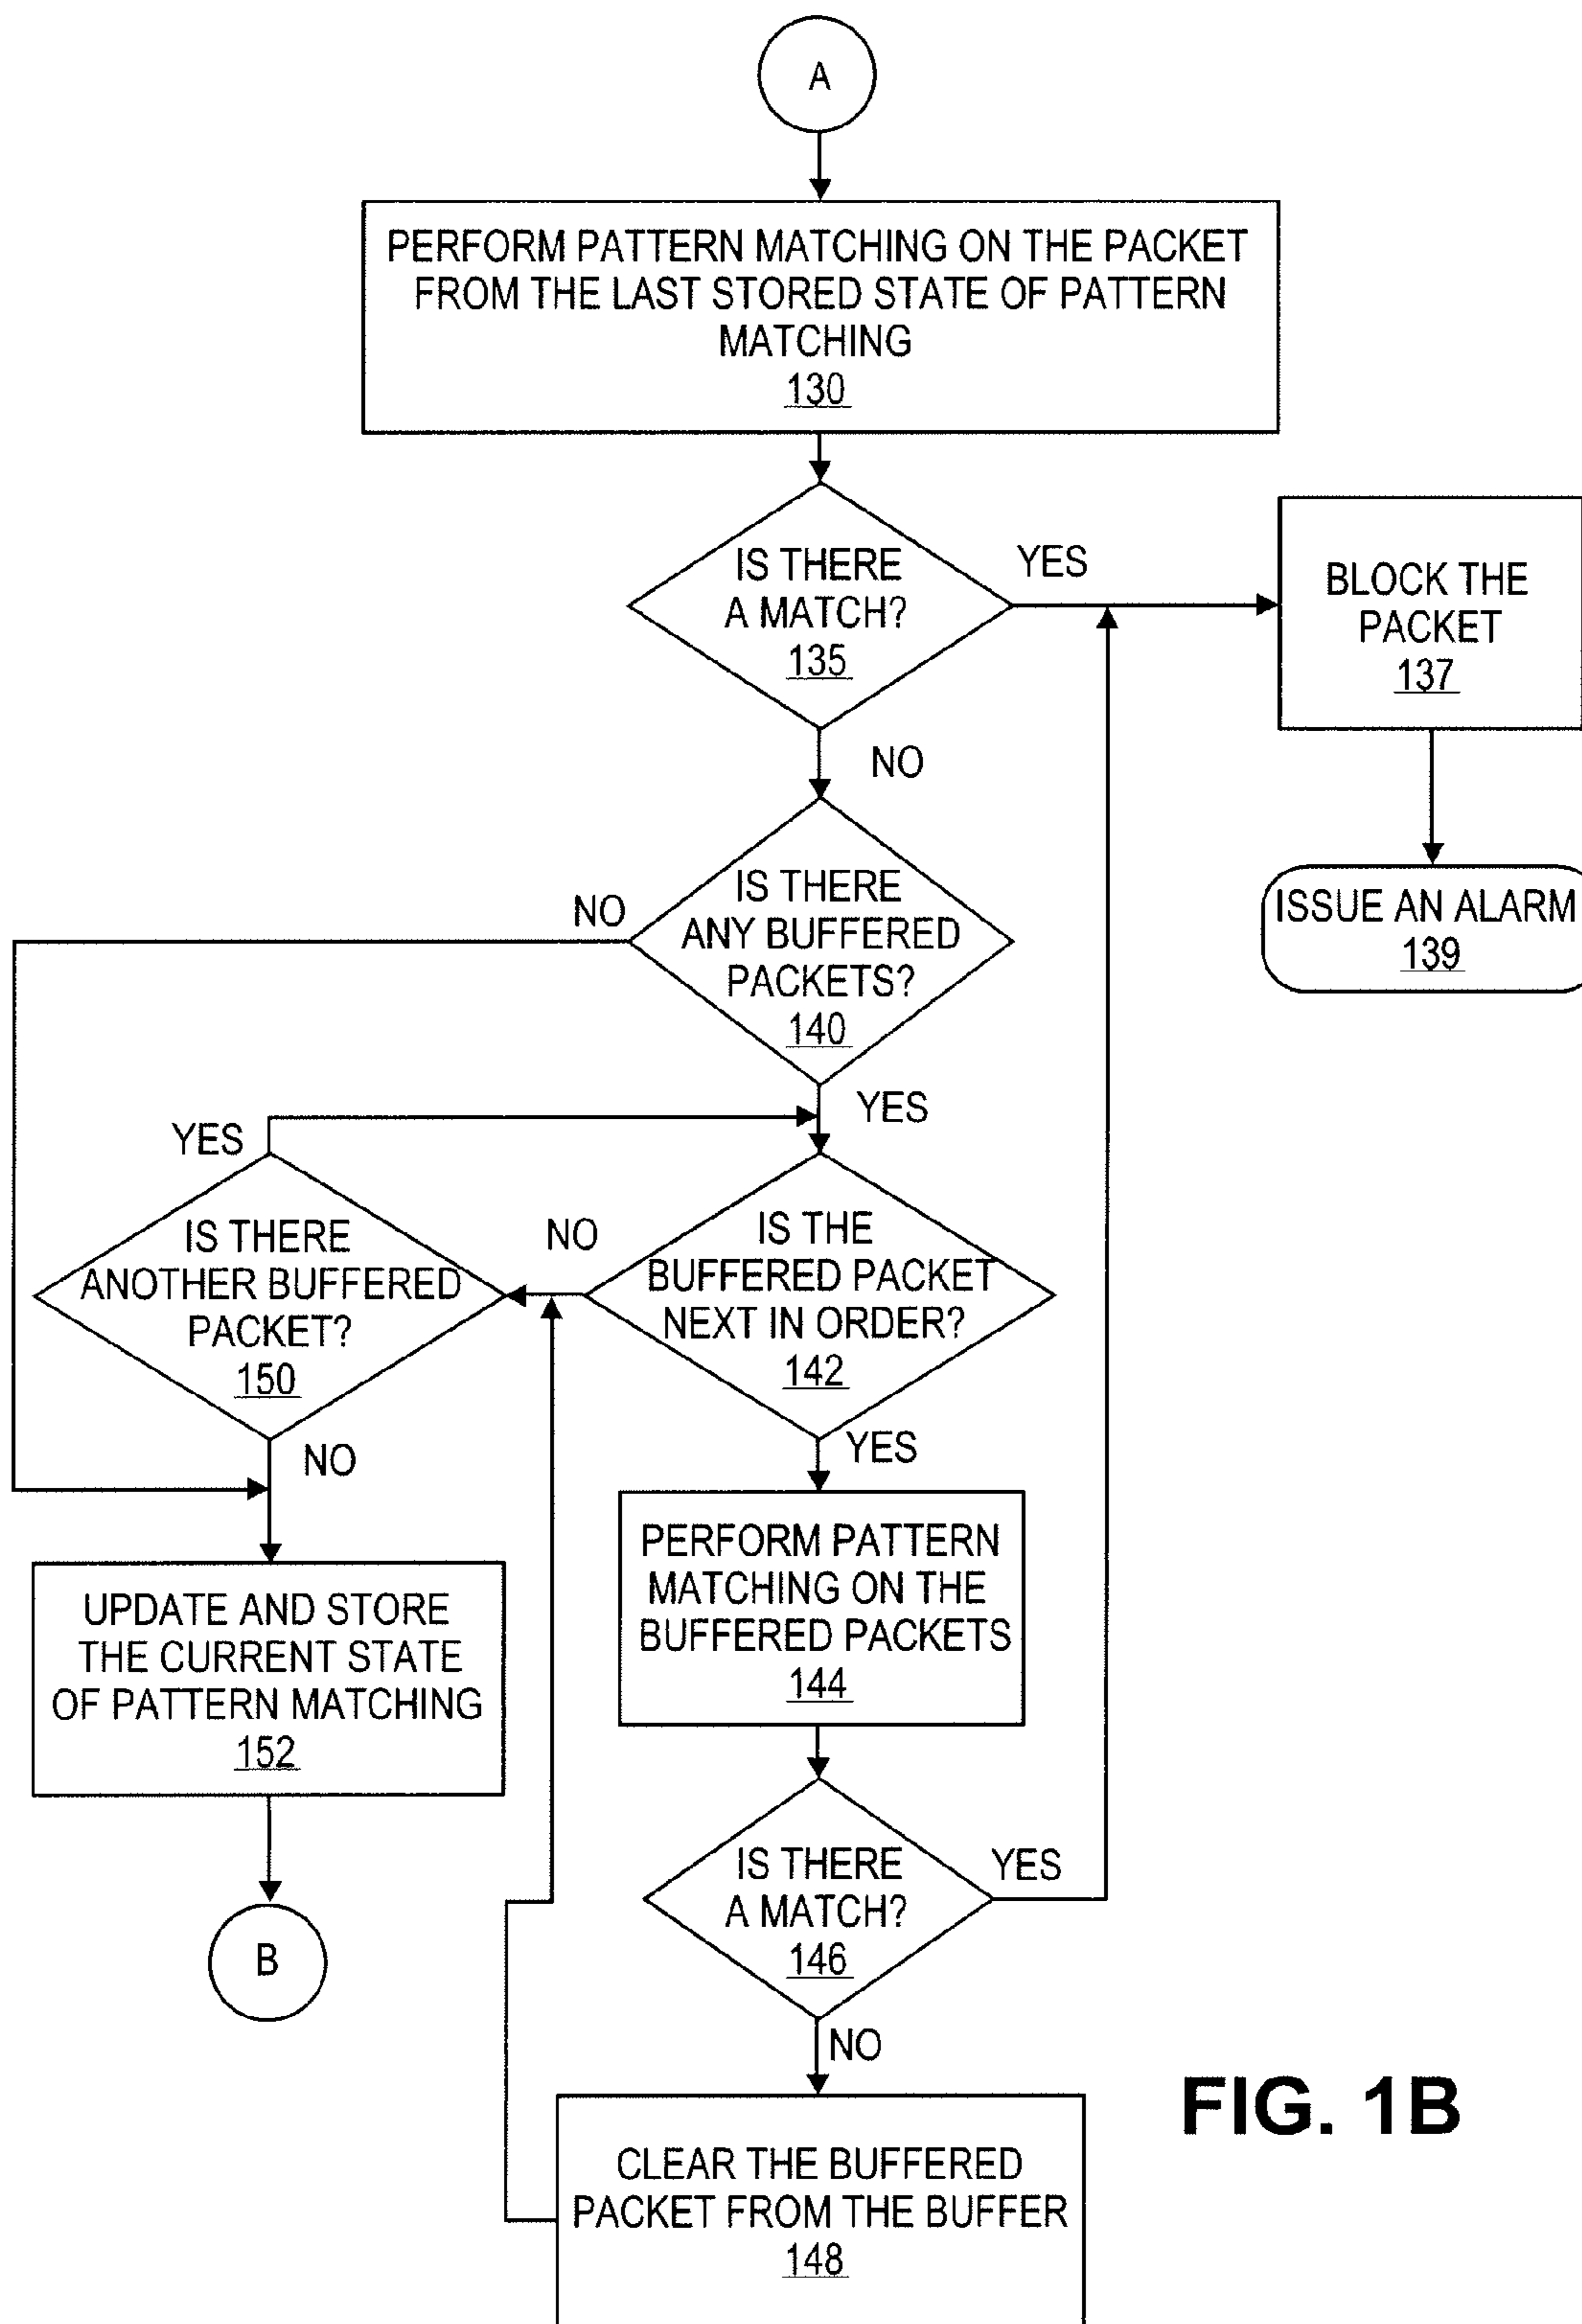 A
PERFORM PATTERN MATCHING ON THE PACKET
FROM THE LAST STORED STATE OF PATTERN
MATCHING
130
IS THERE
A MATCH?
135
YES
BLOCK THE
PACKET
137
NO
ISSUE AN ALARM
139
IS THERE
ANY BUFFERED
PACKETS?
140
NO
YES
YES
IS THERE
ANOTHER BUFFERED
PACKET?
150
NO
IS THE
BUFFERED PACKET
NEXT IN ORDER?
142
NO
YES
UPDATE AND STORE
THE CURRENT STATE
OF PATTERN MATCHING
152
PERFORM PATTERN
MATCHING ON THE
BUFFERED PACKETS
144
IS THERE
A MATCH?
146
YES
B
NO
CLEAR THE BUFFERED
PACKET FROM THE BUFFER
148
FIG. 1B